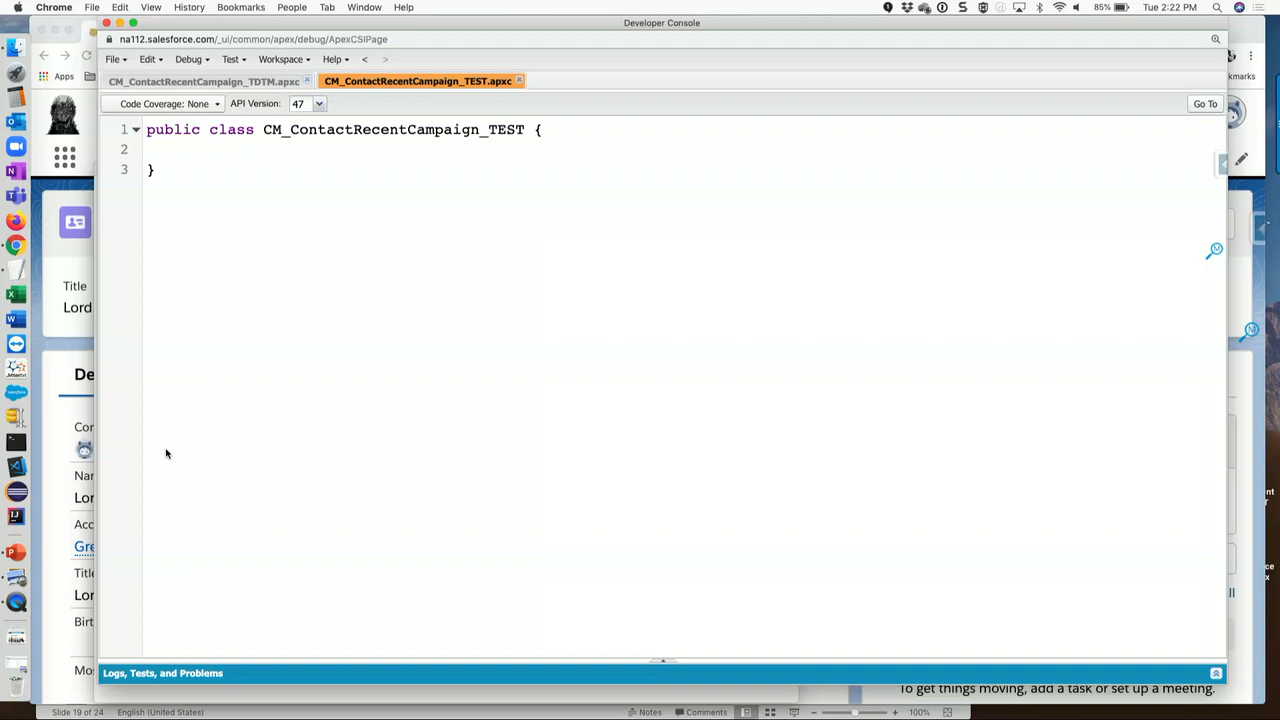 Chrome File Edit View History Bookmarks People Tab Window Help 85% Tue 2:22 PM
Developer Console
na112.salesforce.com/_ui/common/apex/debug/ApexCSIPage
File Edit Debug Test Workspace Help < >
Apps
CM_ContactRecentCampaign_TDTM.apxc CM_ContactRecentCampaign_TEST.apxc
Code Coverage: None API Version: 47 Go To
1 public class CM_ContactRecentCampaign_TEST {
2
3 }
Title
Lord
De
Cor
Nar
Lor
Acc
Gre
Titl
Lor
Birt
Mos
Logs, Tests, and Problems
To get things moving, add a task or set up a meeting.
Slide 19 of 24 English (United States) Notes Comments 100%